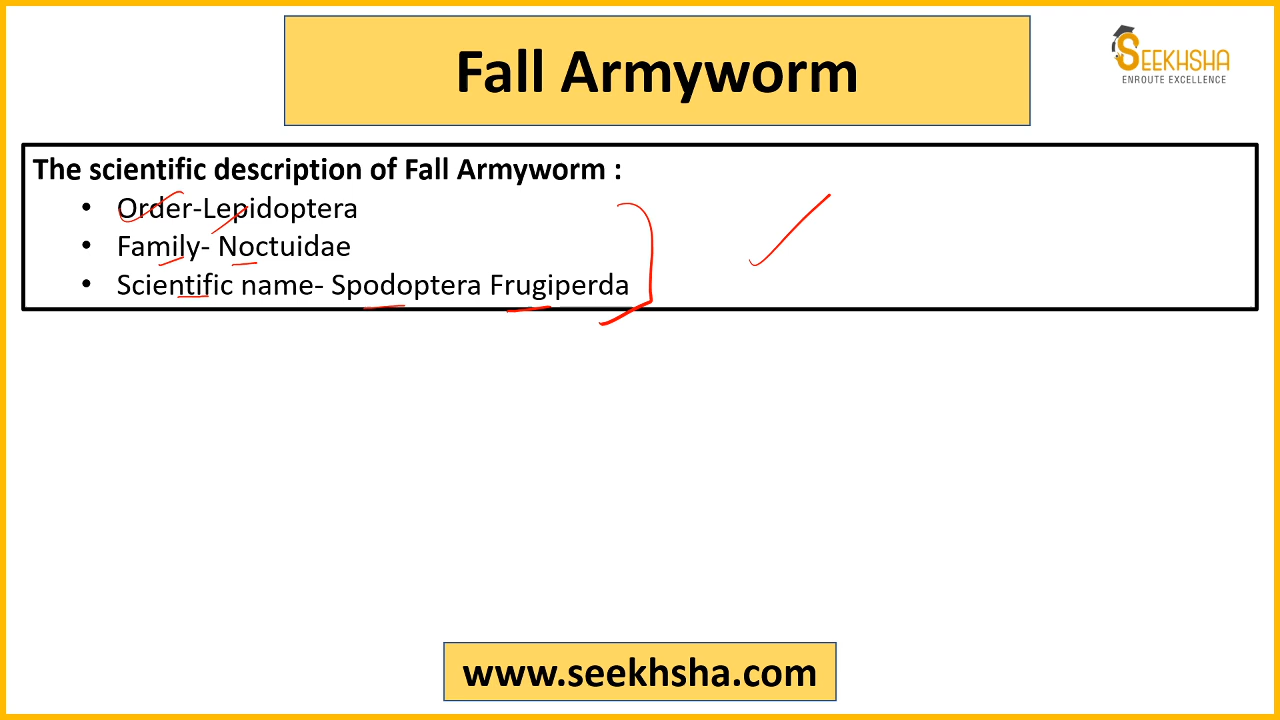 Fall Armyworm
SEEKHSHA
ENROUTE EXCELLENCE
The scientific description of Fall Armyworm :
• Order-Lepidoptera
• Family- Noctuidae
• Scientific name- Spodoptera Frugiperda
www.seekhsha.com